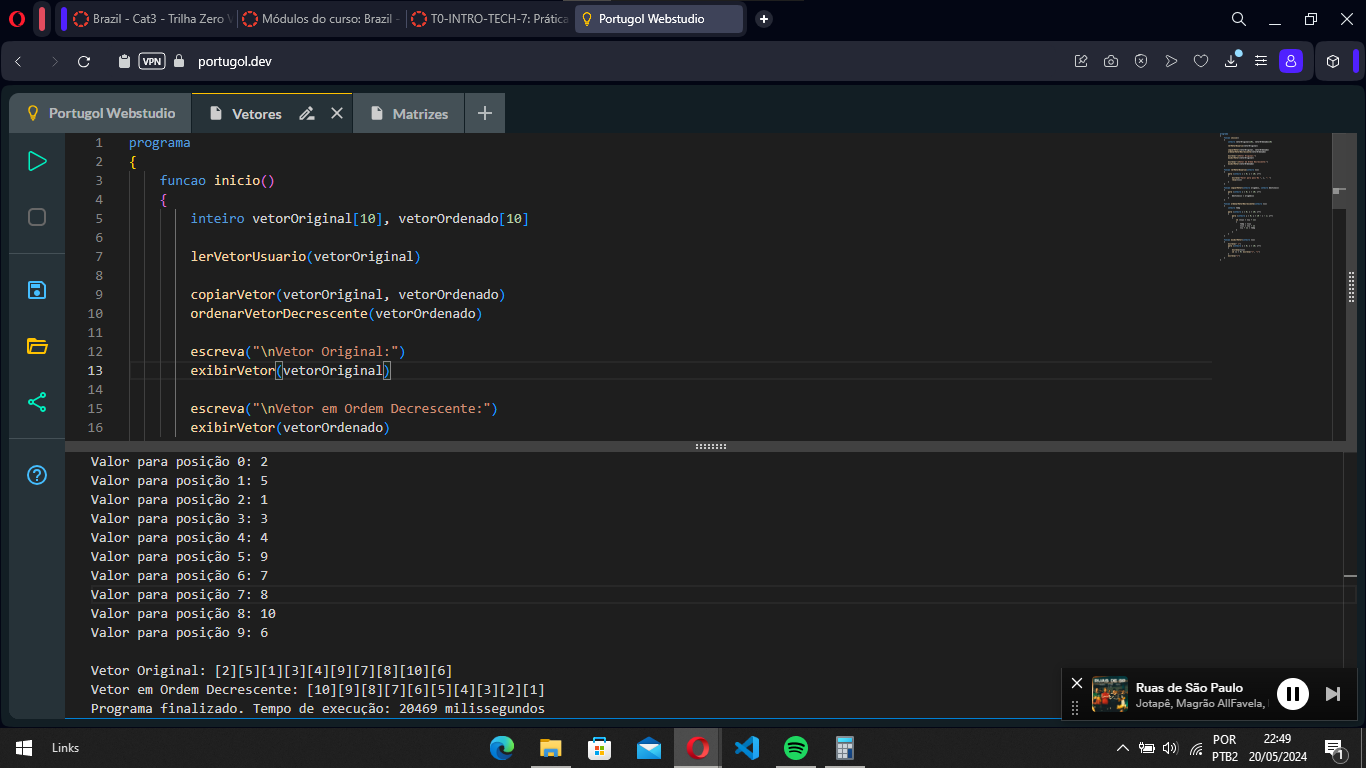 Brazil - Cat3 - Trilha Zero
Módulos do curso: Brazil -
T0-INTRO-TECH-7: Prática
Portugol Webstudio
VPN
portugol.dev
Portugol Webstudio
Vetores
Matrizes
1 programa
2 {
3 funcao inicio()
4 {
5 inteiro vetorOriginal[10], vetorOrdenado[10]
6
7 lerVetorUsuario(vetorOriginal)
8
9 copiarVetor(vetorOriginal, vetorOrdenado)
10 ordenarVetorDecrescente(vetorOrdenado)
11
12 escreva("\nVetor Original:")
13 exibirVetor(vetorOriginal)
14
15 escreva("\nVetor em Ordem Decrescente:")
16 exibirVetor(vetorOrdenado)
Valor para posição 0: 2
Valor para posição 1: 5
Valor para posição 2: 1
Valor para posição 3: 3
Valor para posição 4: 4
Valor para posição 5: 9
Valor para posição 6: 7
Valor para posição 7: 8
Valor para posição 8: 10
Valor para posição 9: 6
Vetor Original: [2][5][1][3][4][9][7][8][10][6]
Vetor em Ordem Decrescente: [10][9][8][7][6][5][4][3][2][1]
Programa finalizado. Tempo de execução: 20469 milissegundos
Ruas de São Paulo
Jotapê, Magrão AllFavela,
Links
POR
PTB2
22:49
20/05/2024
1